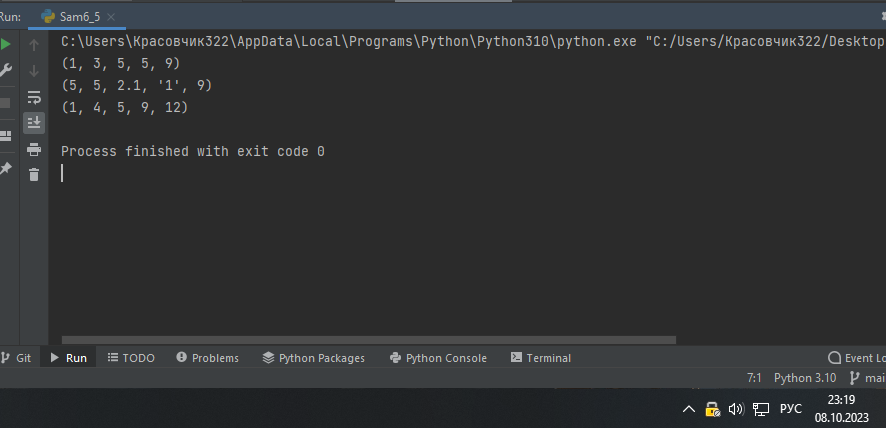 Run: Sam6_5
C:\Users\Красовчик322\AppData\Local\Programs\Python\Python310\python.exe "C:/Users/Красовчик322/Desktop
(1, 3, 5, 5, 9)
(5, 5, 2.1, '1', 9)
(1, 4, 5, 9, 12)
Process finished with exit code 0
Git Run TODO Problems Python Packages Python Console Terminal Event Lo
7:1 Python 3.10 mai
РУС
23:19
08.10.2023